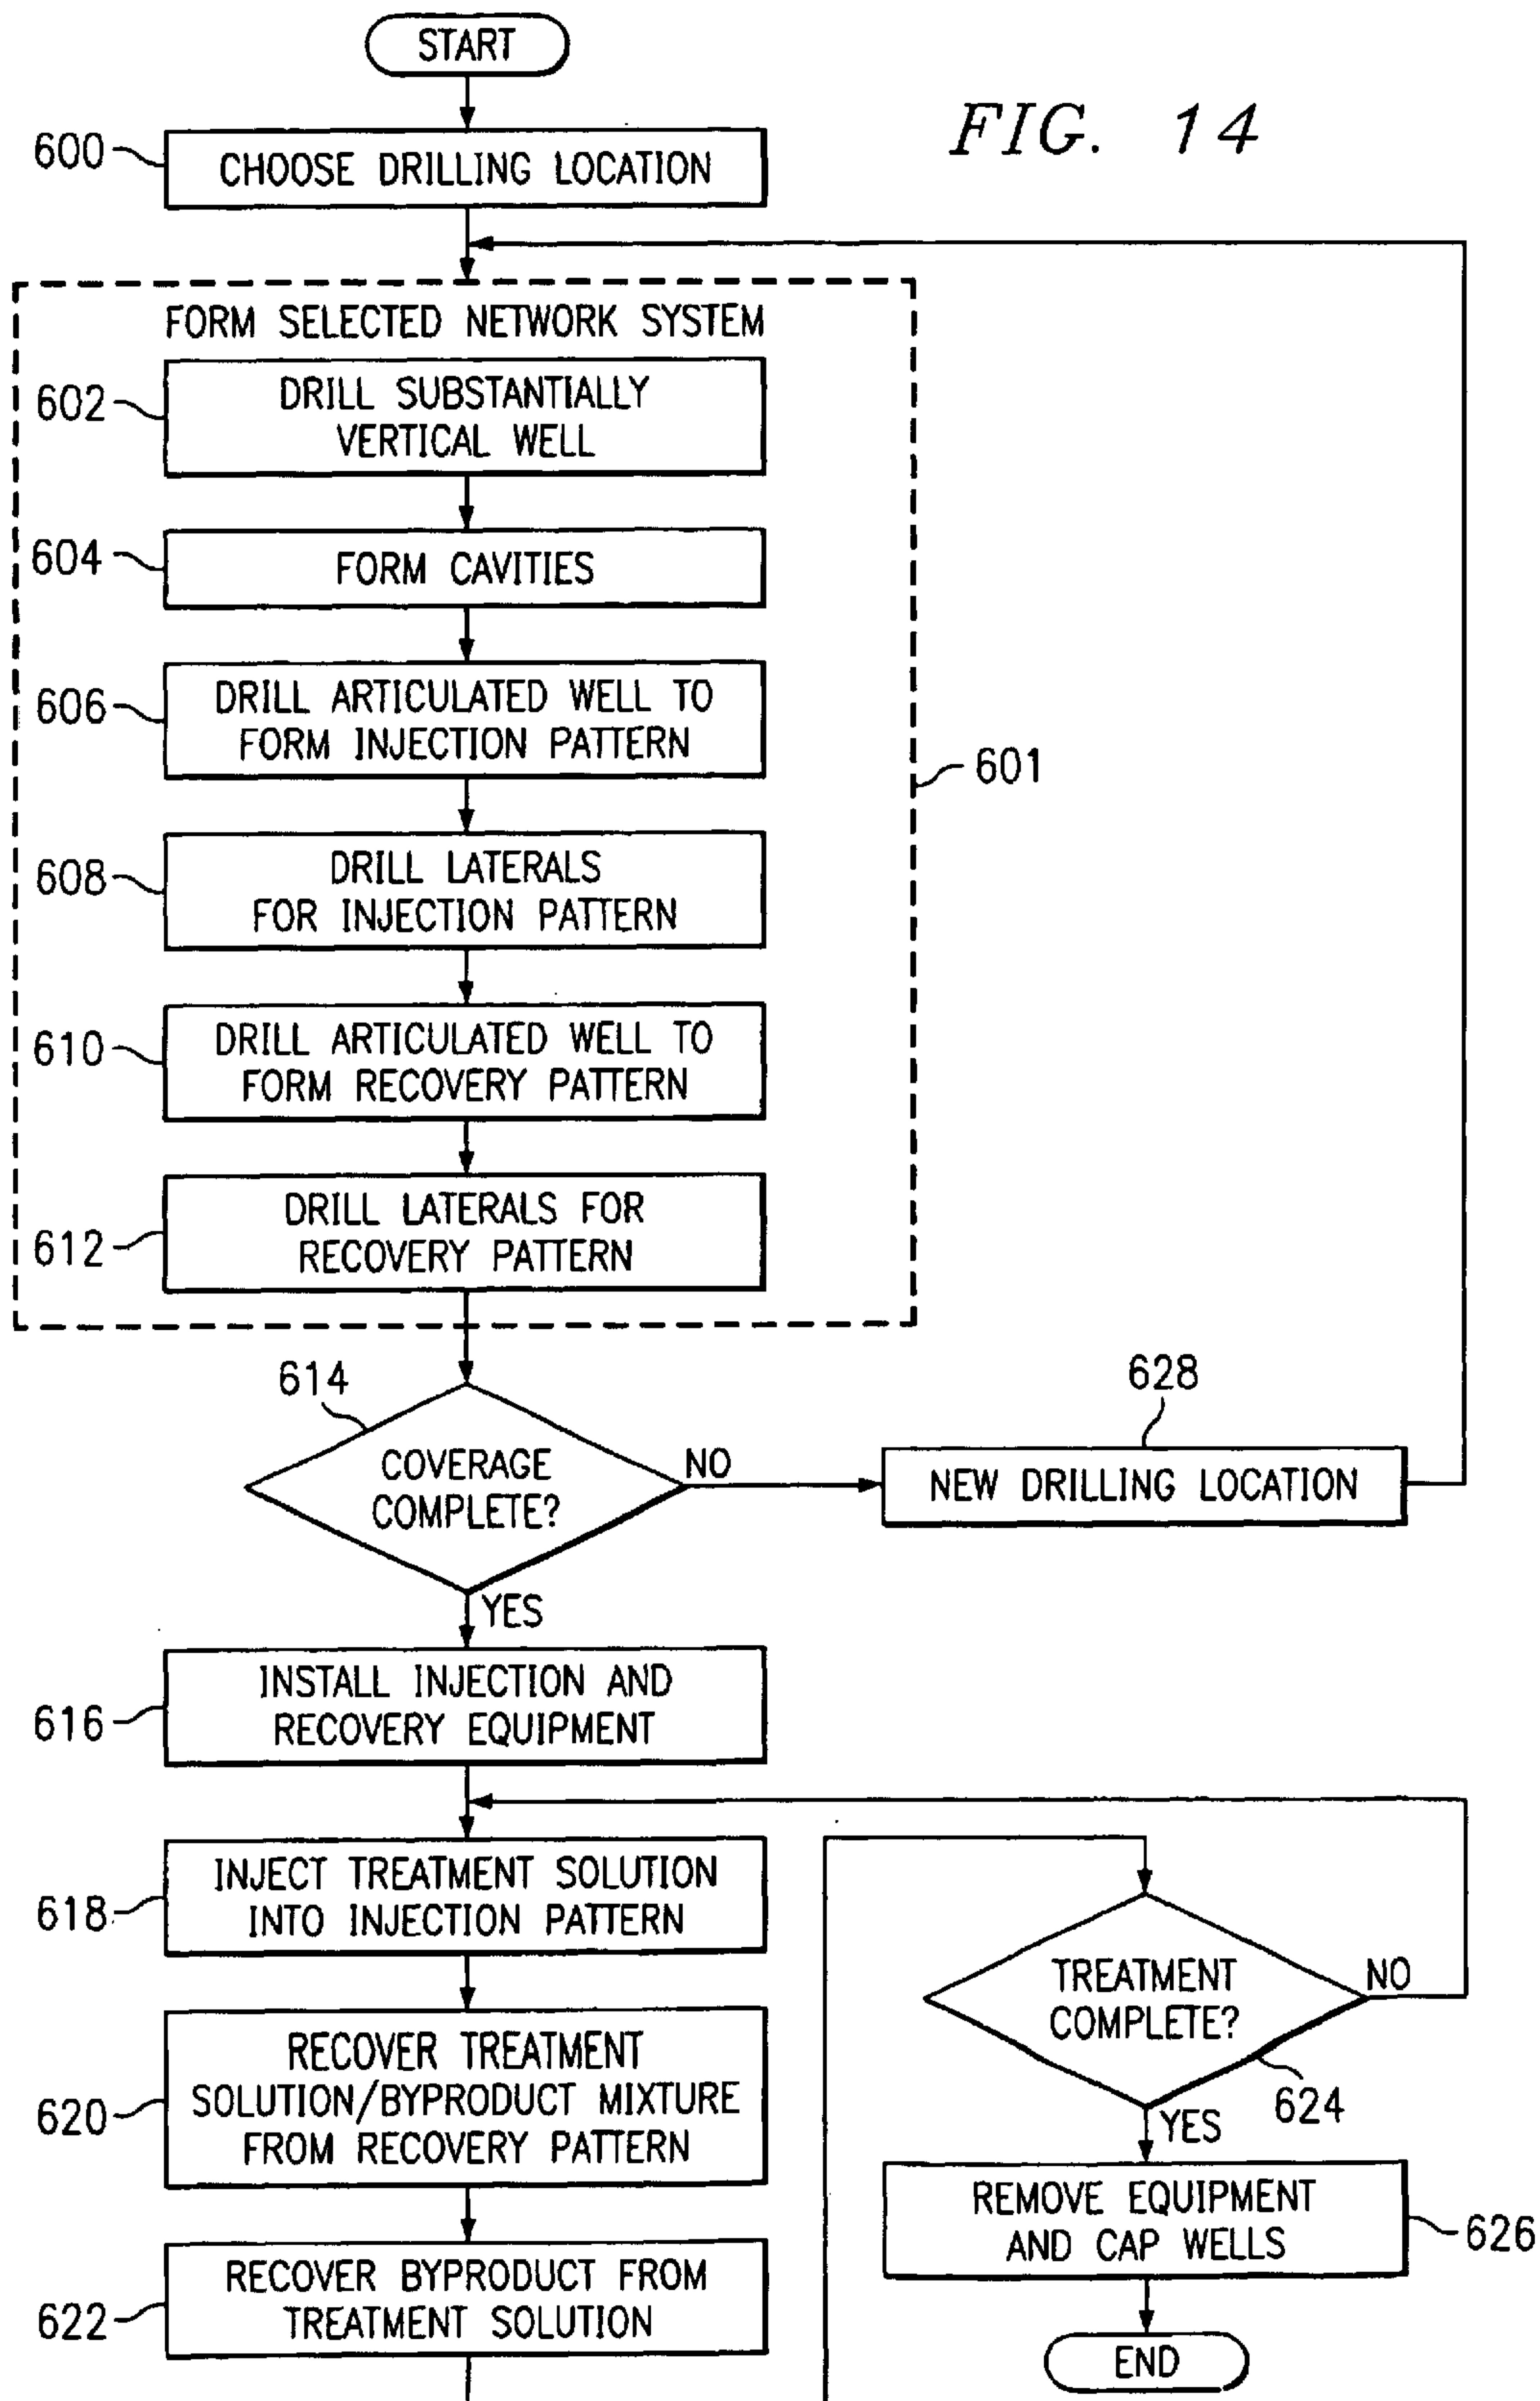 START
FIG. 14
600
CHOOSE DRILLING LOCATION
FORM SELECTED NETWORK SYSTEM
602
DRILL SUBSTANTIALLY
VERTICAL WELL
604
FORM CAVITIES
606
DRILL ARTICULATED WELL TO
FORM INJECTION PATTERN
601
608
DRILL LATERALS
FOR INJECTION PATTERN
610
DRILL ARTICULATED WELL TO
FORM RECOVERY PATTERN
612
DRILL LATERALS FOR
RECOVERY PATTERN
614
COVERAGE
COMPLETE?
NO
628
NEW DRILLING LOCATION
YES
616
INSTALL INJECTION AND
RECOVERY EQUIPMENT
618
INJECT TREATMENT SOLUTION
INTO INJECTION PATTERN
620
RECOVER TREATMENT
SOLUTION/BYPRODUCT MIXTURE
FROM RECOVERY PATTERN
622
RECOVER BYPRODUCT FROM
TREATMENT SOLUTION
TREATMENT
COMPLETE?
NO
624
YES
REMOVE EQUIPMENT
AND CAP WELLS
626
END